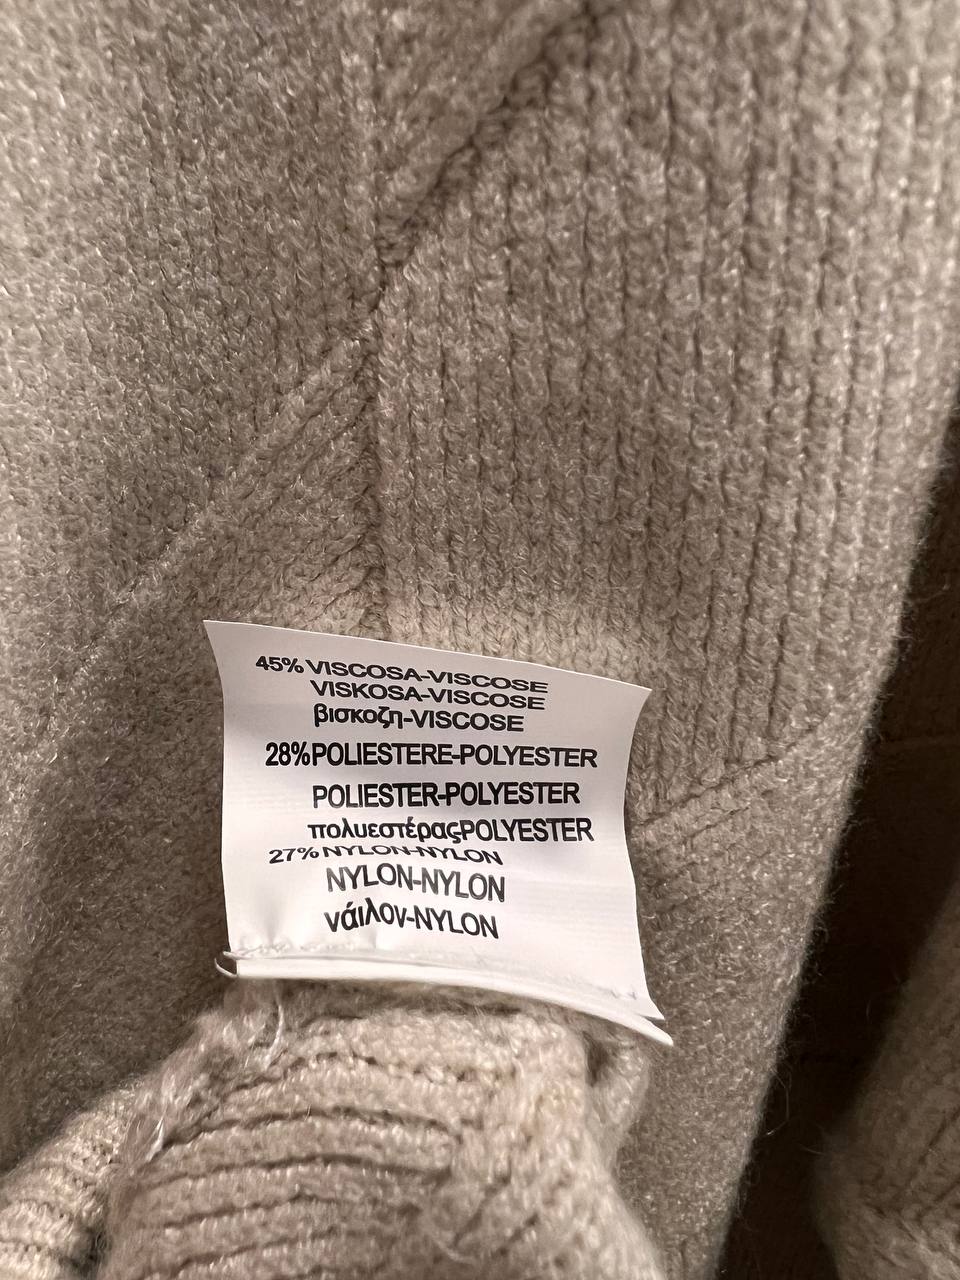 45% VISCOSA-VISCOSE
VISKOSA-VISCOSE
βισκοζη-VISCOSE
28%POLIESTERE-POLYESTER
POLIESTER-POLYESTER
πολυεστέραςPOLYESTER
27% NYLON-NYLON
NYLON-NYLON
νάιλον-NYLON